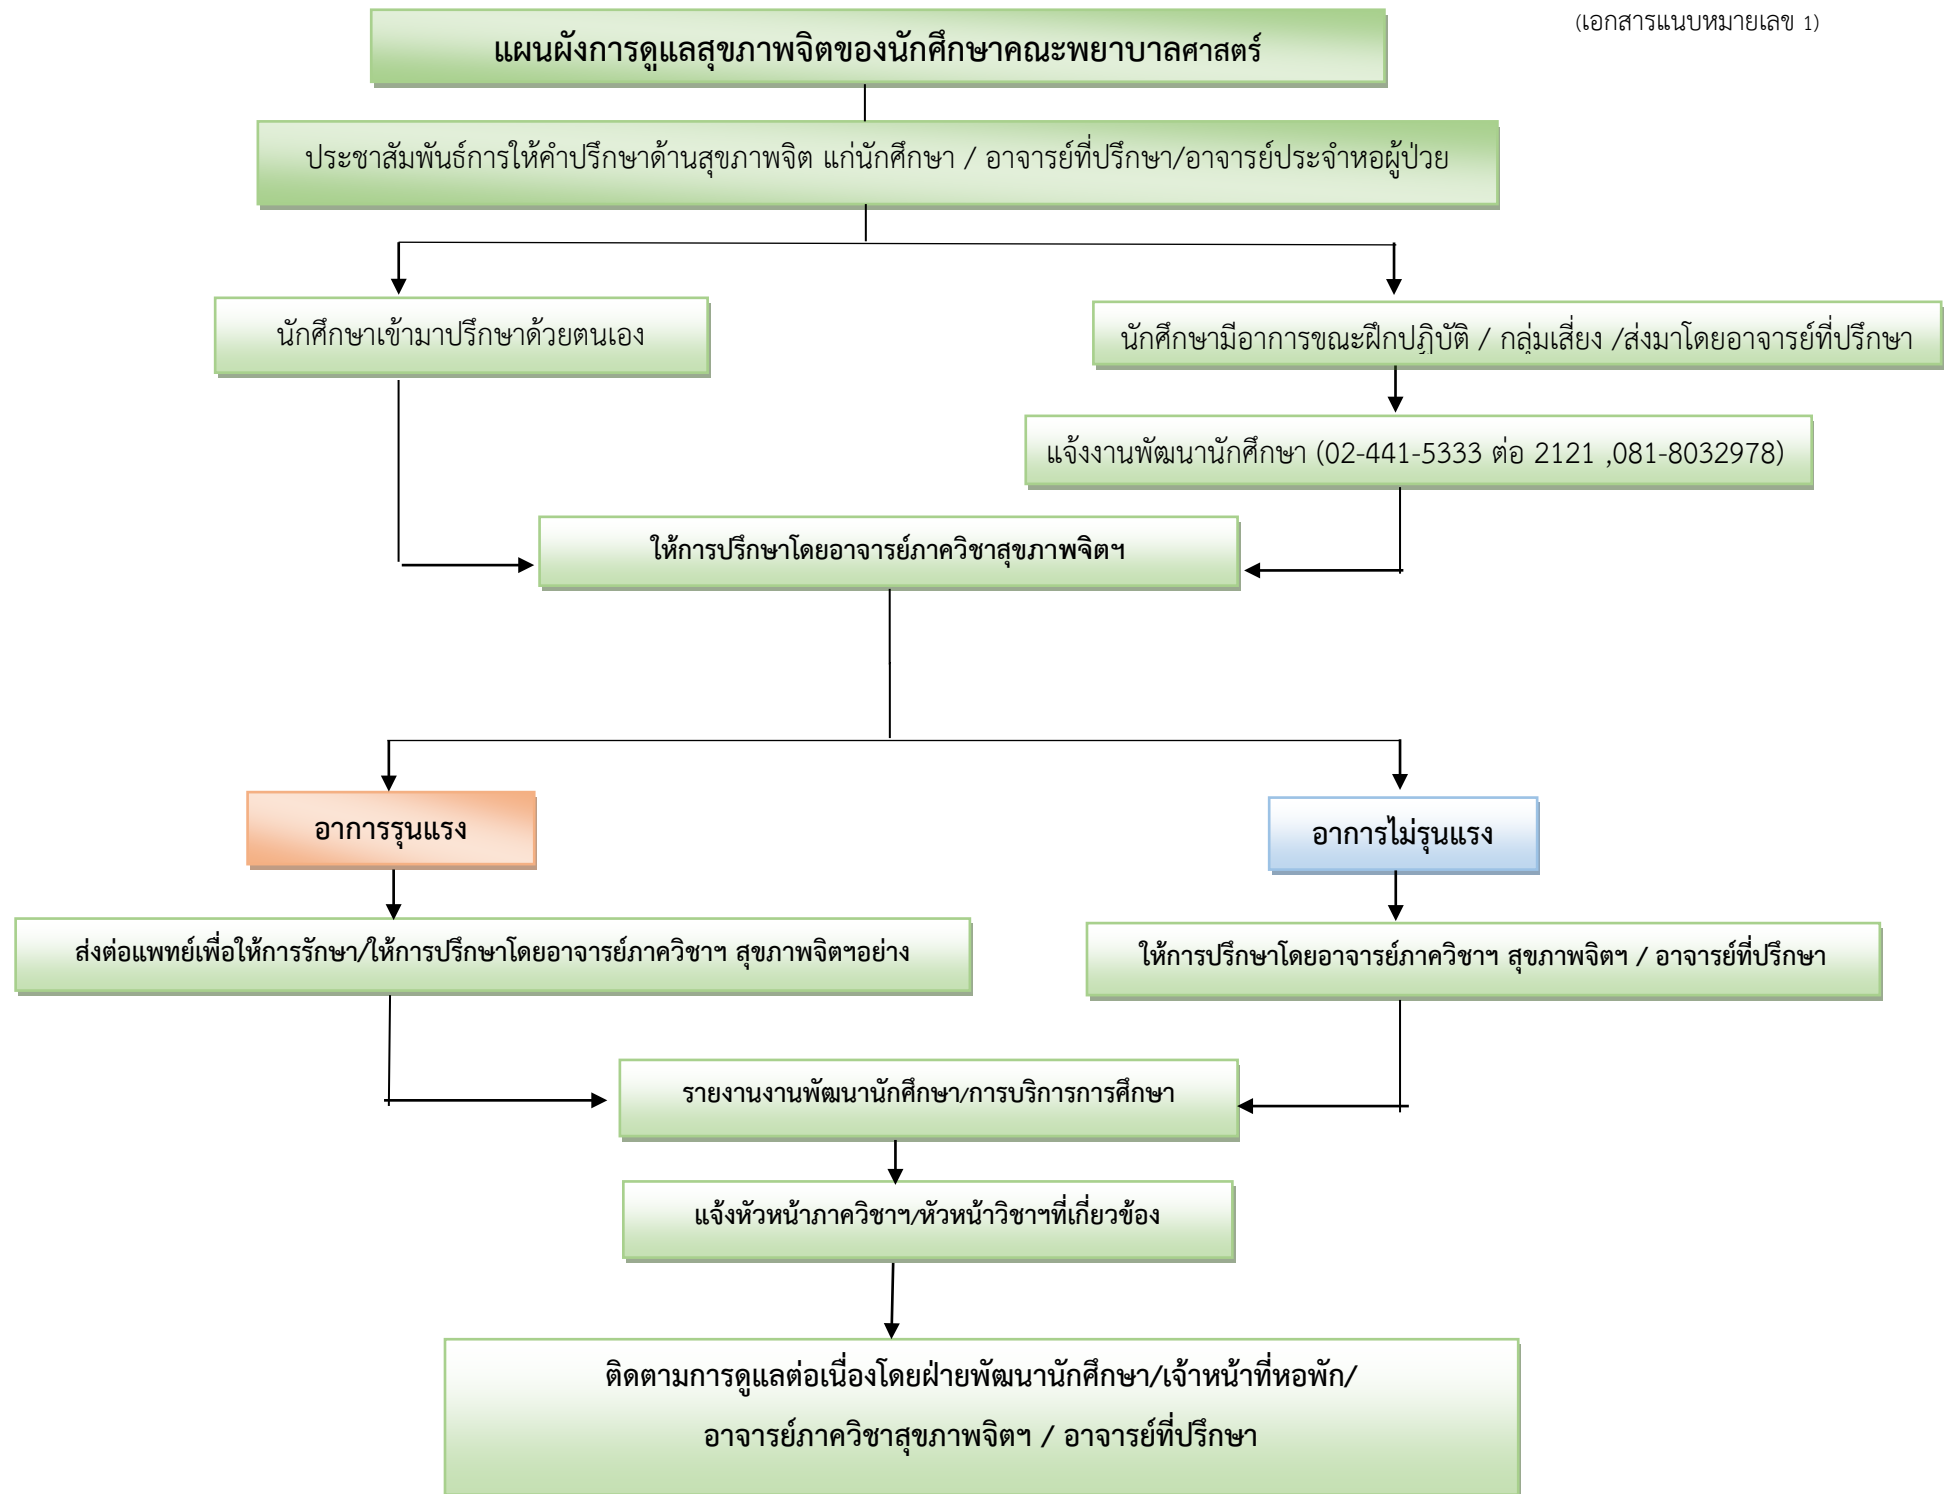 (เอกสารแนบหมายเลข 1)
แผนผังการดูแลสุขภาพจิตของนักศึกษาคณะพยาบาลศาสตร์
ประชาสัมพันธ์การให้คำปรึกษาด้านสุขภาพจิต แก่นักศึกษา / อาจารย์ที่ปรึกษา/อาจารย์ประจำหอผู้ป่วย
นักศึกษาเข้ามาปรึกษาด้วยตนเอง
นักศึกษามีอาการขณะฝึกปฏิบัติ / กลุ่มเสี่ยง /ส่งมาโดยอาจารย์ที่ปรึกษา
แจ้งงานพัฒนานักศึกษา (02-441-5333 ต่อ 2121 ,081-8032978)
ให้การปรึกษาโดยอาจารย์ภาควิชาสุขภาพจิตฯ
อาการรุนแรง
อาการไม่รุนแรง
ส่งต่อแพทย์เพื่อให้การรักษา/ให้การปรึกษาโดยอาจารย์ภาควิชาฯ สุขภาพจิตฯอย่าง
ให้การปรึกษาโดยอาจารย์ภาควิชาฯ สุขภาพจิตฯ / อาจารย์ที่ปรึกษา
รายงานงานพัฒนานักศึกษา/การบริการการศึกษา
แจ้งหัวหน้าภาควิชาฯ/หัวหน้าวิชาฯที่เกี่ยวข้อง
ติดตามการดูแลต่อเนื่องโดยฝ่ายพัฒนานักศึกษา/เจ้าหน้าที่หอพัก/
อาจารย์ภาควิชาสุขภาพจิตฯ / อาจารย์ที่ปรึกษา